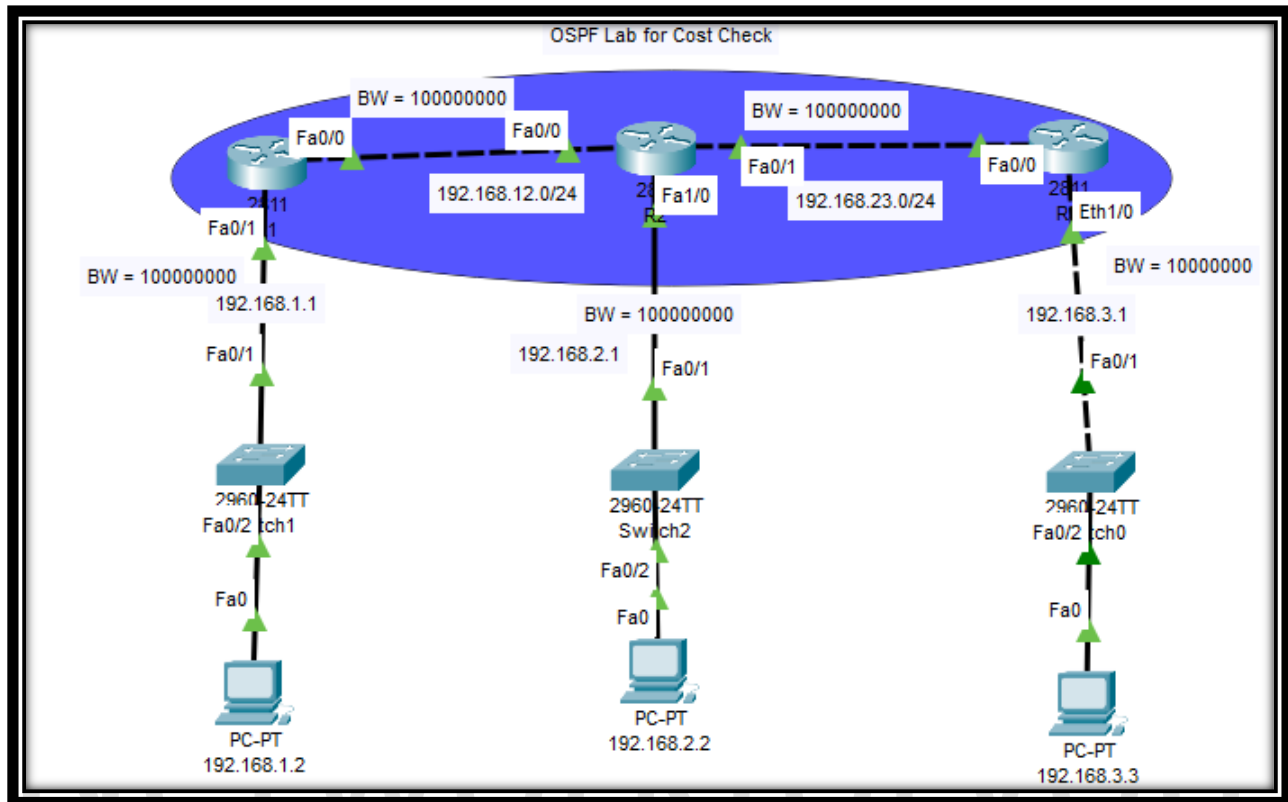 OSPF Lab for Cost Check
BW = 100000000
BW = 100000000
Fa0/0
Fa0/0
Fa0/1
Fa0/0
192.168.12.0/24
192.168.23.0/24
2811
2811
Fa1/0
R2
Eth1/0
Fa0/1
BW = 100000000
BW = 10000000
192.168.1.1
BW = 100000000
192.168.3.1
192.168.2.1
Fa0/1
Fa0/1
Fa0/1
2960-24TT
2960-24TT
2960-24TT
Fa0/2
Switch2
Fa0/2
Fa0/2
Fa0
Fa0
Fa0
PC-PT
192.168.1.2
PC-PT
192.168.2.2
PC-PT
192.168.3.3